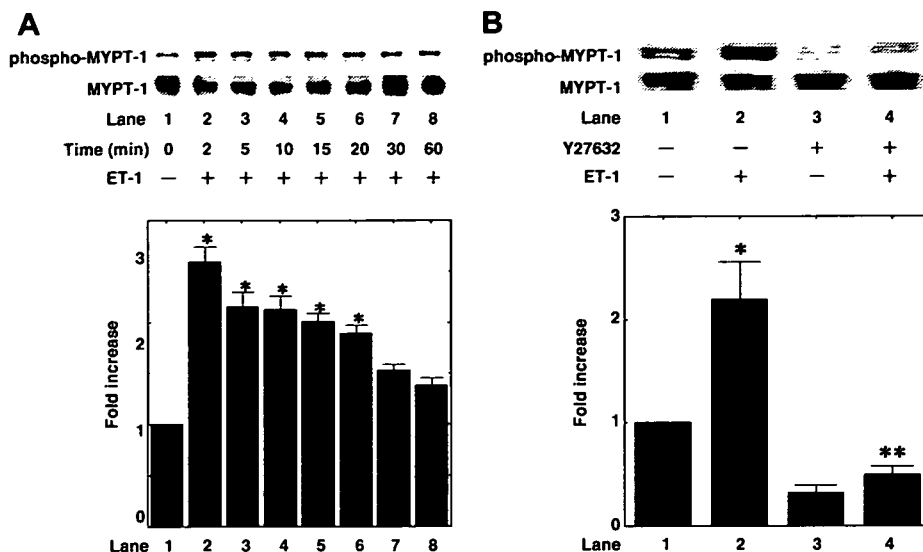 A
phospho-MYPT-1
MYPT-1
Lane 1 2 3 4 5 6 7 8
Time (min) 0 2 5 10 15 20 30 60
ET-1 − + + + + + + +
3
2
1
0
Fold increase
* * * * *
Lane 1 2 3 4 5 6 7 8
B
phospho-MYPT-1
MYPT-1
Lane 1 2 3 4
Y27632 − − + +
ET-1 − + − +
3
2
1
0
Fold increase
* **
Lane 1 2 3 4